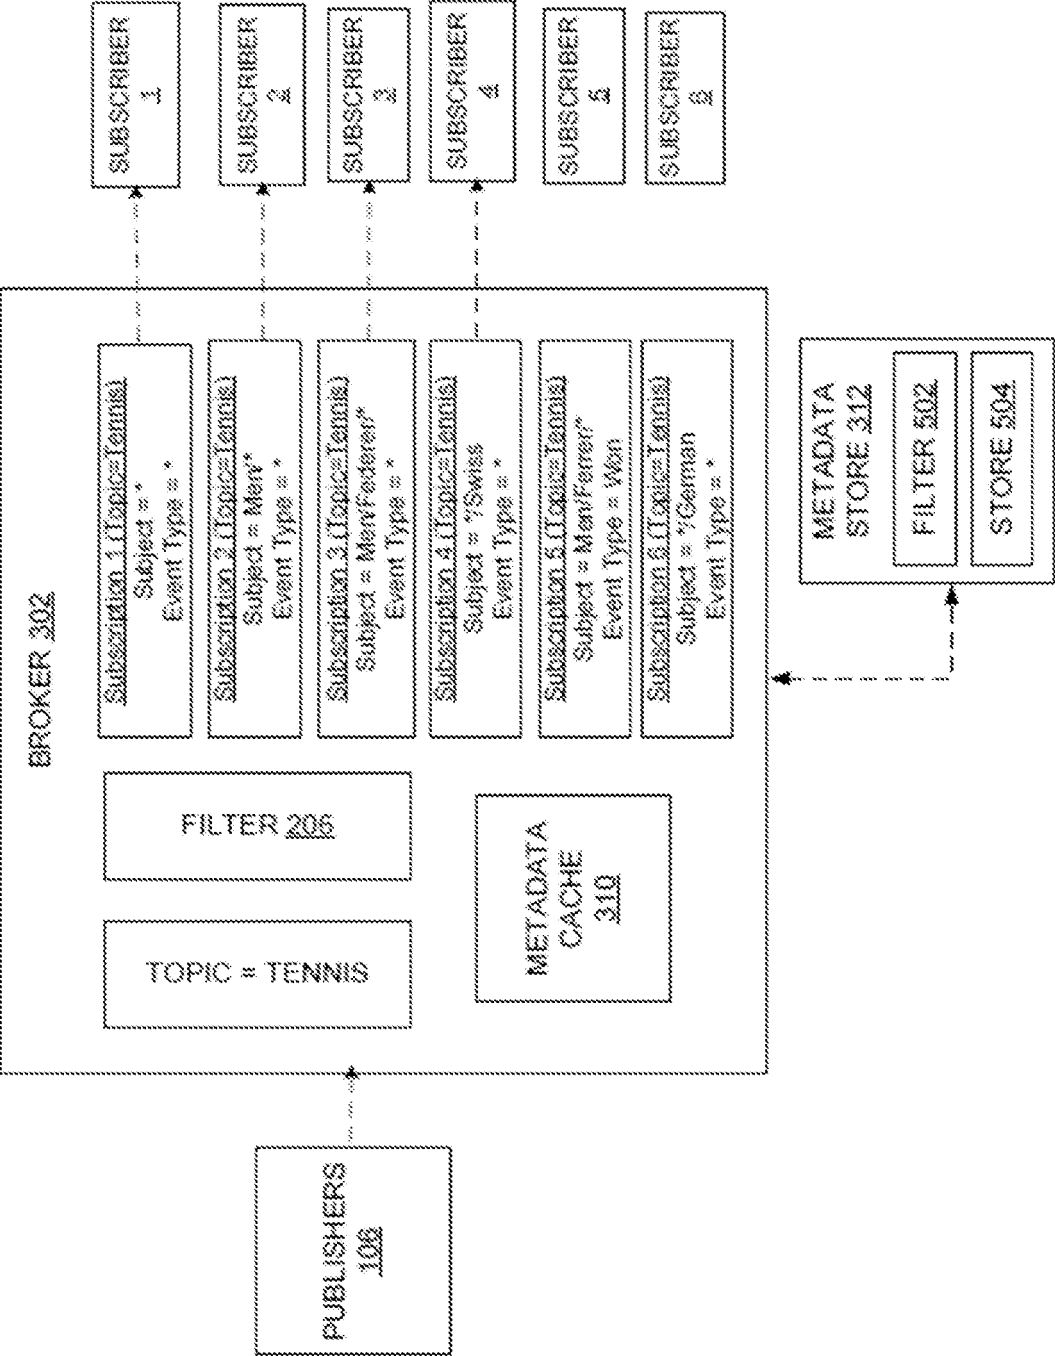 BROKER 302
PUBLISHERS
106
TOPIC = TENNIS
FILTER 206
METADATA
CACHE
310
Subscription 1 (Topic=Tennis)
Subject = *
Event Type = *
Subscription 2 (Topic=Tennis)
Subject = Men/*
Event Type = *
Subscription 3 (Topic=Tennis)
Subject = Men/Federer/*
Event Type = *
Subscription 4 (Topic=Tennis)
Subject = */Swiss
Event Type = *
Subscription 5 (Topic=Tennis)
Subject = Men/Ferrer/*
Event Type = Won
Subscription 6 (Topic=Tennis)
Subject = */German
Event Type = *
SUBSCRIBER
1
SUBSCRIBER
2
SUBSCRIBER
3
SUBSCRIBER
4
SUBSCRIBER
5
SUBSCRIBER
6
METADATA
STORE 312
FILTER 502
STORE 504